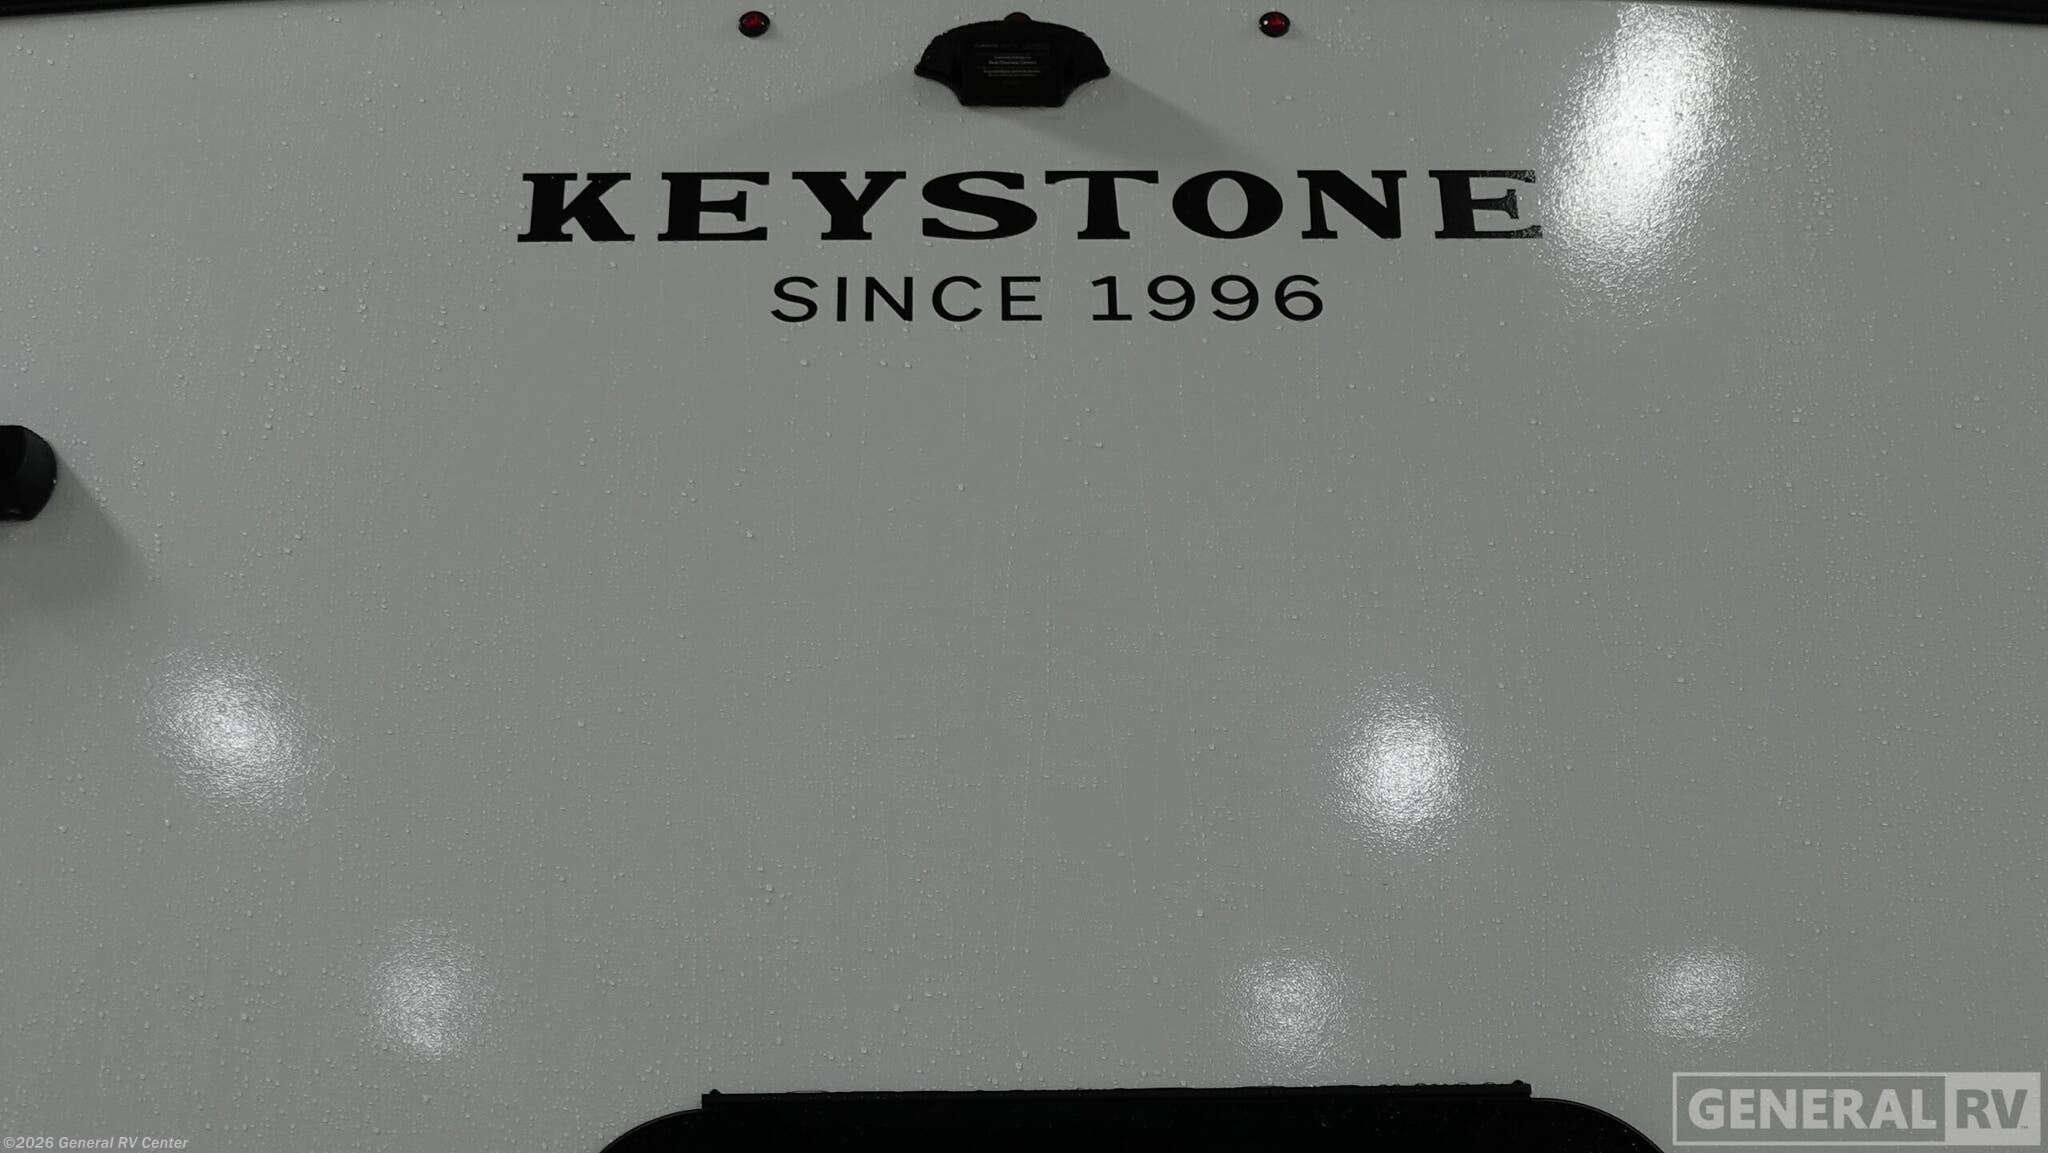 KEYSTONE
SINCE 1996
GENERAL RV
©2026 General RV Center